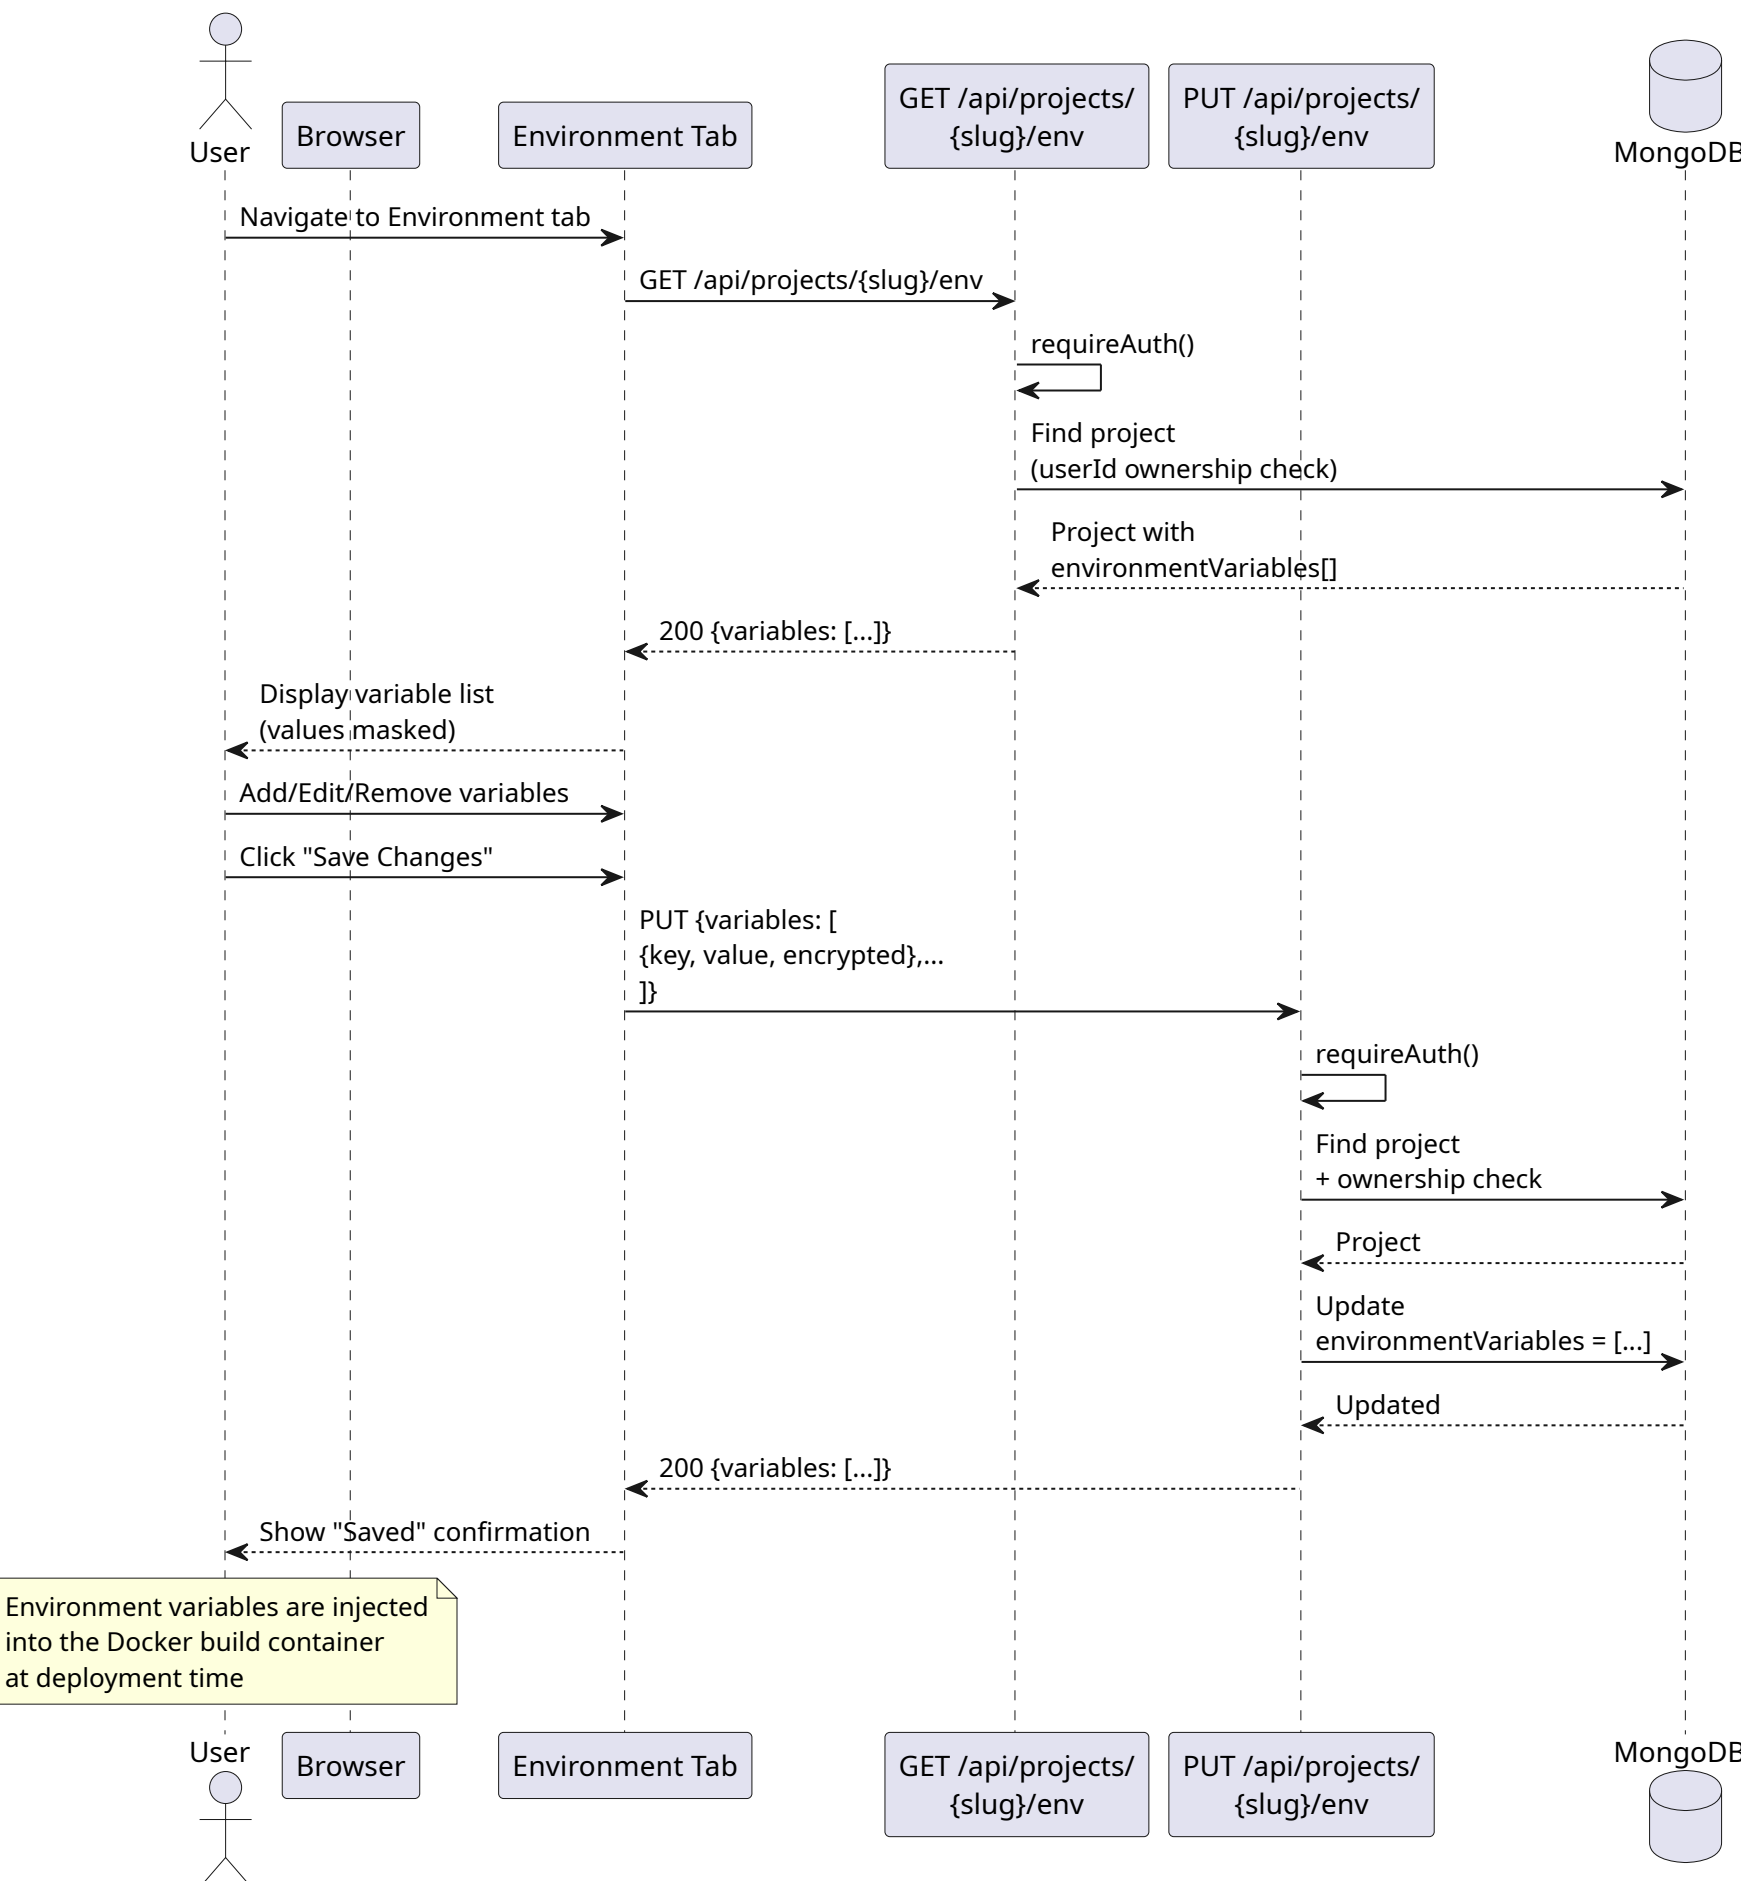 User
Browser
Environment Tab
GET /api/projects/
{slug}/env
PUT /api/projects/
{slug}/env
MongoDB
Navigate to Environment tab
GET /api/projects/{slug}/env
requireAuth()
Find project
(userId ownership check)
Project with
environmentVariables[]
200 {variables: [...]}
Display variable list
(values masked)
Add/Edit/Remove variables
Click "Save Changes"
PUT {variables: [
{key, value, encrypted},...
]}
requireAuth()
Find project
+ ownership check
Project
Update
environmentVariables = [...]
Updated
200 {variables: [...]}
Show "Saved" confirmation
Environment variables are injected
into the Docker build container
at deployment time
User
Browser
Environment Tab
GET /api/projects/
{slug}/env
PUT /api/projects/
{slug}/env
MongoDB